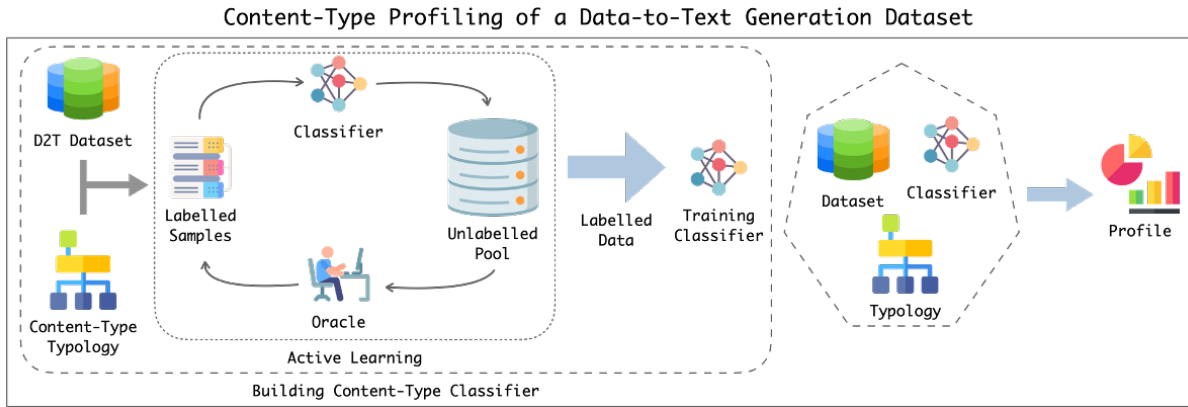 Content-Type Profiling of a Data-to-Text Generation Dataset
D2T Dataset
Content-Type
Typology
Labelled
Samples
Classifier
Unlabelled
Pool
Oracle
Active Learning
Labelled
Data
Training
Classifier
Building Content-Type Classifier
Dataset
Classifier
Typology
Profile